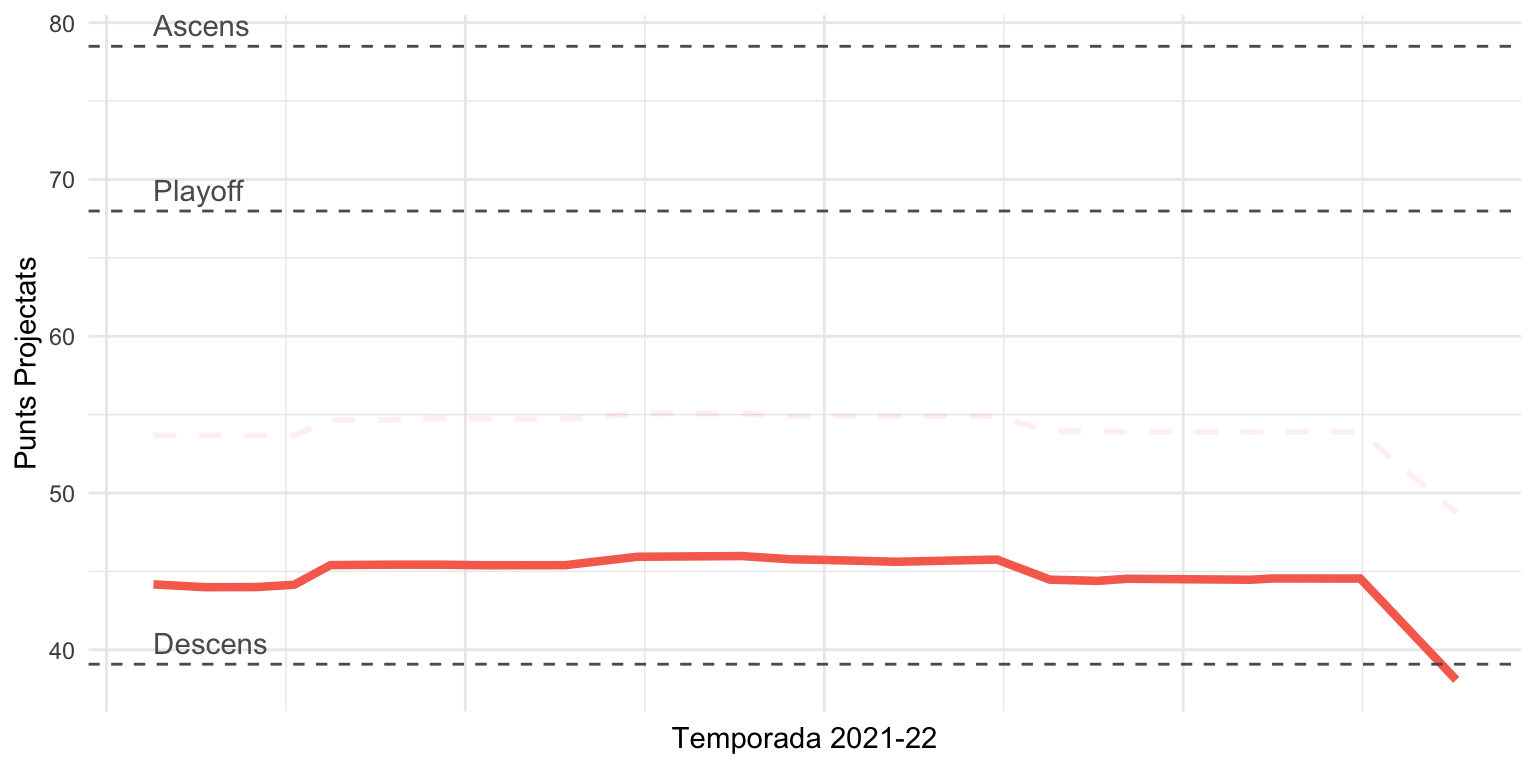 80
Ascens
70
Playoff
Punts Projectats
60
50
Descens
40
Temporada 2021-22